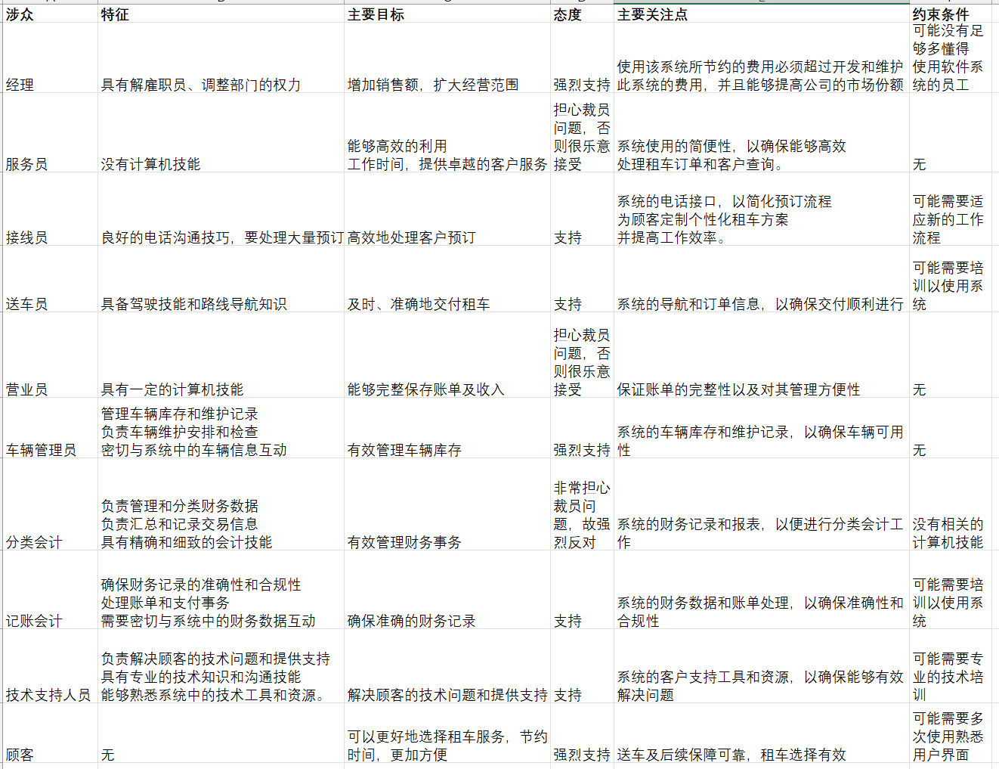 涉众 特征 主要目标 态度 主要关注点 约束条件
经理
具有解雇职员、调整部门的权力
增加销售额，扩大经营范围
强烈支持
使用该系统所节约的费用必须超过开发和维护
此系统的费用，并且能够提高公司的市场份额
可能没有足
够多懂得
使用软件系
统的员工
服务员
没有计算机技能
能够高效的利用
工作时间，提供卓越的客户服务
担心裁员
问题，否
则很乐意
接受
系统使用的简便性，以确保能够高效
处理租车订单和客户查询。
无
接线员
良好的电话沟通技巧，要处理大量预订
高效地处理客户预订
支持
系统的电话接口，以简化预订流程
为顾客定制个性化租车方案
并提高工作效率。
可能需要适
应新的工作
流程
送车员
具备驾驶技能和路线导航知识
及时、准确地交付租车
支持
系统的导航和订单信息，以确保交付顺利进行
可能需要培
训以使用系
统
营业员
具有一定的计算机技能
能够完整保存账单及收入
担心裁员
问题，否
则很乐意
接受
保证账单的完整性以及对其管理方便性
无
车辆管理员
管理车辆库存和维护记录
负责车辆维护安排和检查
密切与系统中的车辆信息互动
有效管理车辆库存
强烈支持
系统的车辆库存和维护记录，以确保车辆可用
性
无
分类会计
负责管理和分类财务数据
负责汇总和记录交易信息
具有精确和细致的会计技能
有效管理财务事务
非常担心
裁员问
题，故强
烈反对
系统的财务记录和报表，以便进行分类会计工
作
没有相关的
计算机技能
记账会计
确保财务记录的准确性和合规性
处理账单和支付事务
需要密切与系统中的财务数据互动
确保准确的财务记录
支持
系统的财务数据和账单处理，以确保准确性和
合规性
可能需要培
训以使用系
统
技术支持人员
负责解决顾客的技术问题和提供支持
具有专业的技术知识和沟通技能
能够熟悉系统中的技术工具和资源。
解决顾客的技术问题和提供支持
支持
系统的客户支持工具和资源，以确保能够有效
解决问题
可能需要专
业的技术培
训
顾客
无
可以更好地选择租车服务，节约
时间，更加方便
强烈支持
送车及后续保障可靠，租车选择有效
可能需要多
次使用熟悉
用户界面